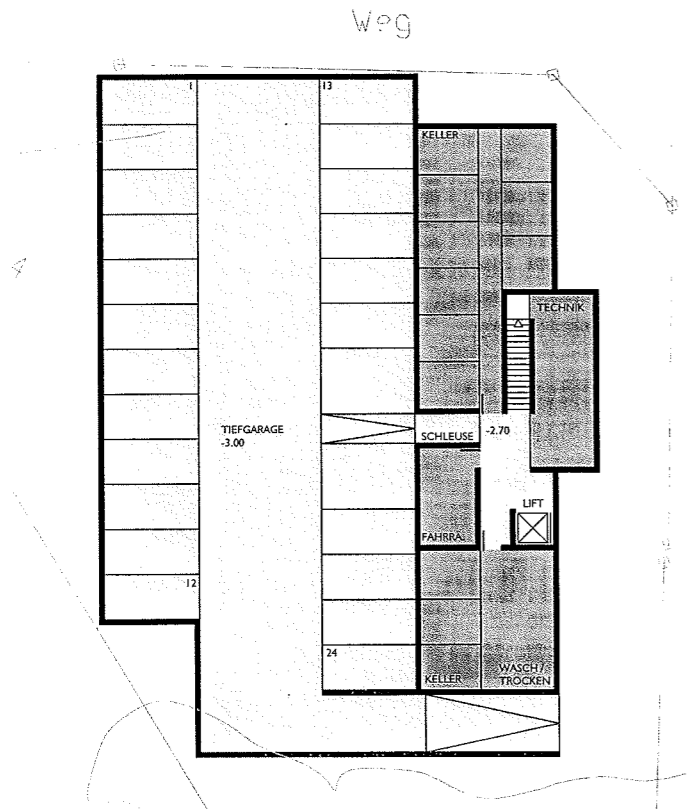 Weg
1
13
KELLER
TECHNIK
TIEFGARAGE
-3.00
SCHLEUSE
-2.70
LIFT
FAHRRA.
12
24
KELLER
WASCH/
TROCKEN